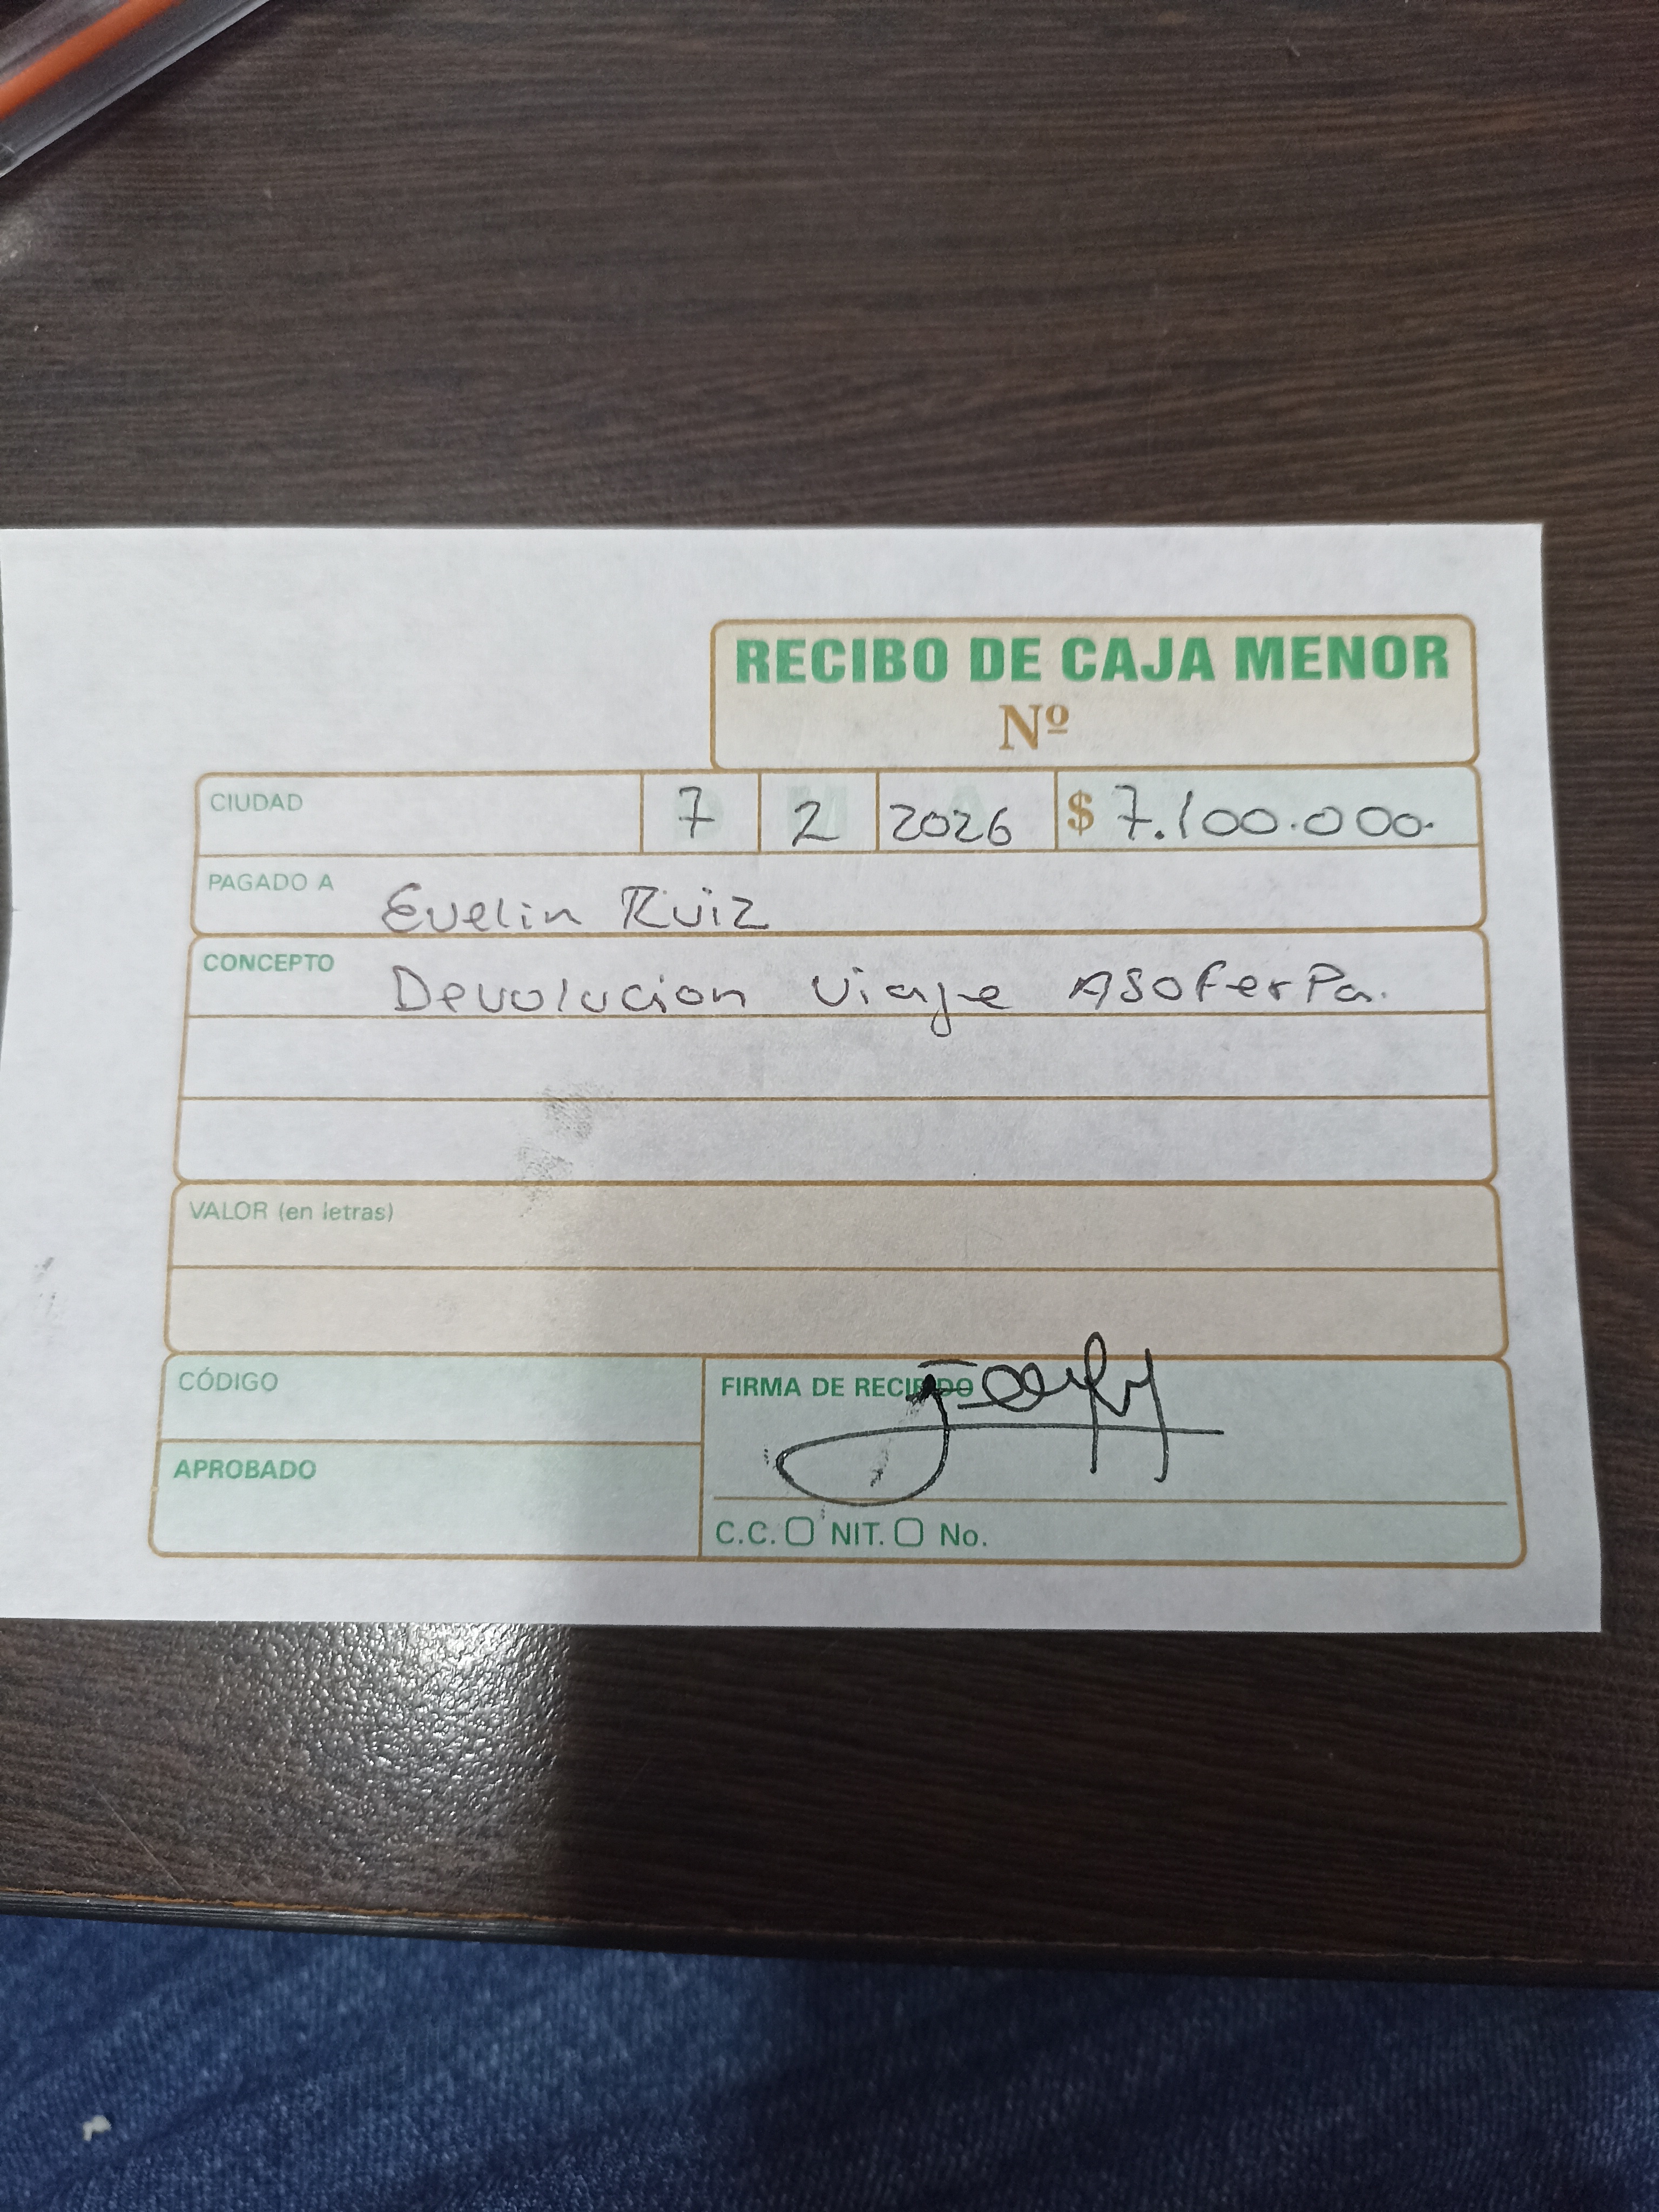 RECIBO DE CAJA MENOR
Nº
CIUDAD 7 2 2026 $ 7.100.000.
PAGADO A Evelin Ruiz
CONCEPTO Devolucion viaje ASoferPa.
VALOR (en letras)
CÓDIGO
FIRMA DE RECIBIDO
APROBADO
C.C. NIT. No.